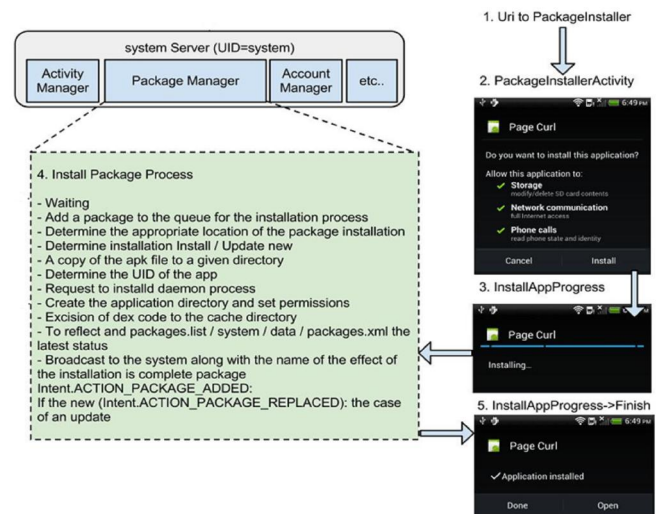 1. Uri to PackageInstaller
system Server (UID=system)
Activity Manager
Package Manager
Account Manager
etc..
2. PackageInstallerActivity
6:49 PM
Page Curl
Do you want to install this application?
Allow this application to:
Storage
modify/delete SD card contents
Network communication
full Internet access
Phone calls
read phone state and identity
Cancel
Install
3. InstallAppProgress
Page Curl
Installing...
4. Install Package Process
- Waiting
- Add a package to the queue for the installation process
- Determine the appropriate location of the package installation
- Determine installation Install / Update new
- A copy of the apk file to a given directory
- Determine the UID of the app
- Request to installd daemon process
- Create the application directory and set permissions
- Excision of dex code to the cache directory
- To reflect and packages.list / system / data / packages.xml the
latest status
- Broadcast to the system along with the name of the effect of
the installation is complete package
Intent.ACTION_PACKAGE_ADDED:
If the new (Intent.ACTION_PACKAGE_REPLACED): the case
of an update
5. InstallAppProgress->Finish
6:49 PM
Page Curl
Application installed
Done
Open